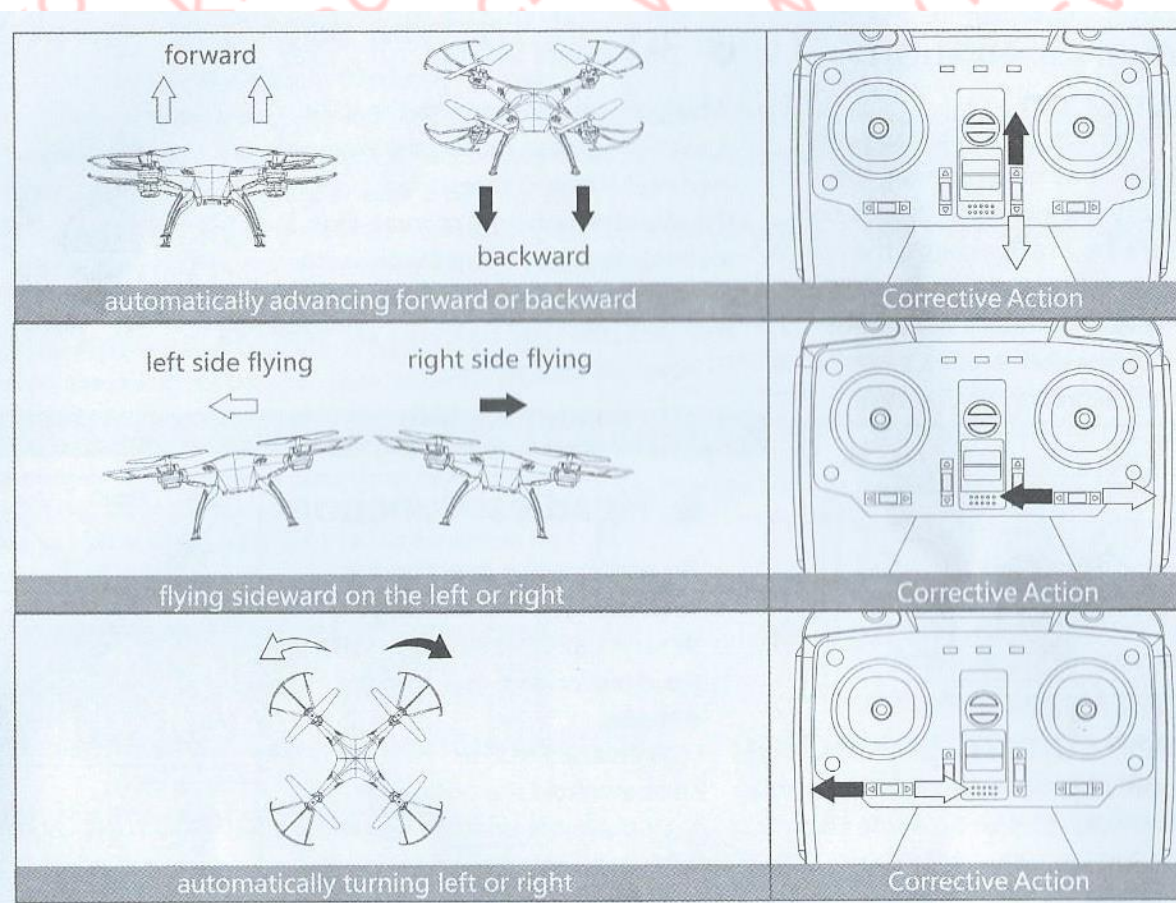 forward
backward
automatically advancing forward or backward
Corrective Action
left side flying
right side flying
flying sideward on the left or right
Corrective Action
automatically turning left or right
Corrective Action